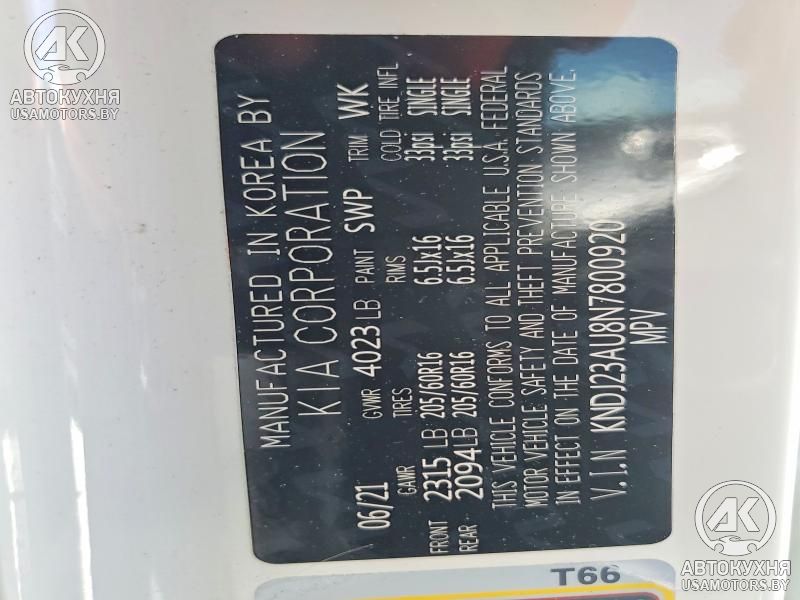 MANUFACTURED IN KOREA BY
KIA CORPORATION
06/21 GVWR 4023 LB PAINT SWP TRIM WK
GAWR TIRES RIMS COLD TIRE INFL
FRONT 2315 LB 205/60R16 6.5Jx16 33psi SINGLE
REAR 2094 LB 205/60R16 6.5Jx16 33psi SINGLE
THIS VEHICLE CONFORMS TO ALL APPLICABLE U.S.A. FEDERAL
MOTOR VEHICLE SAFETY AND THEFT PREVENTION STANDARDS
IN EFFECT ON THE DATE OF MANUFACTURE SHOWN ABOVE.
V.I.N KNDJ23AU8N7800920
MPV
T66
АК
АВТОКУХНЯ
USAMOTORS.BY
АК
АВТОКУХНЯ
USAMOTORS.BY